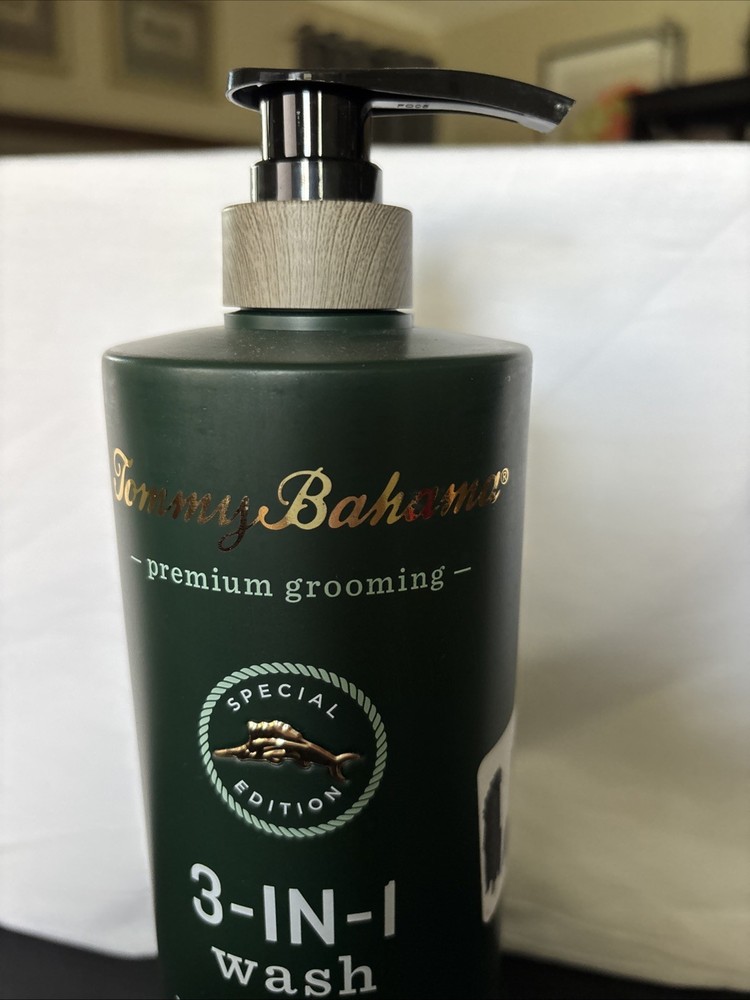 Tommy Bahama®
– premium grooming –
SPECIAL
EDITION
3-IN-1
wash